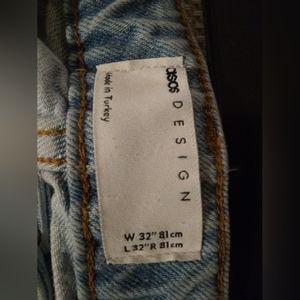 asos DESIGN
Made in Turkey
W 32" 81cm
L 32"R 81cm